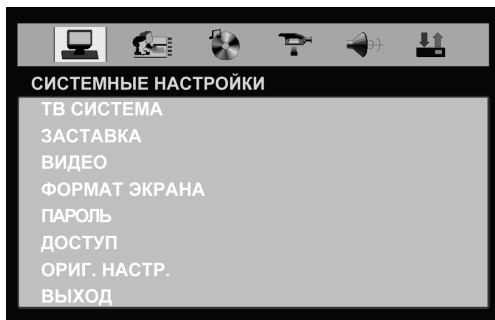 СИСТЕМНЫЕ НАСТРОЙКИ
ТВ СИСТЕМА
ЗАСТАВКА
ВИДЕО
ФОРМАТ ЭКРАНА
ПАРОЛЬ
ДОСТУП
ОРИГ. НАСТР.
ВЫХОД